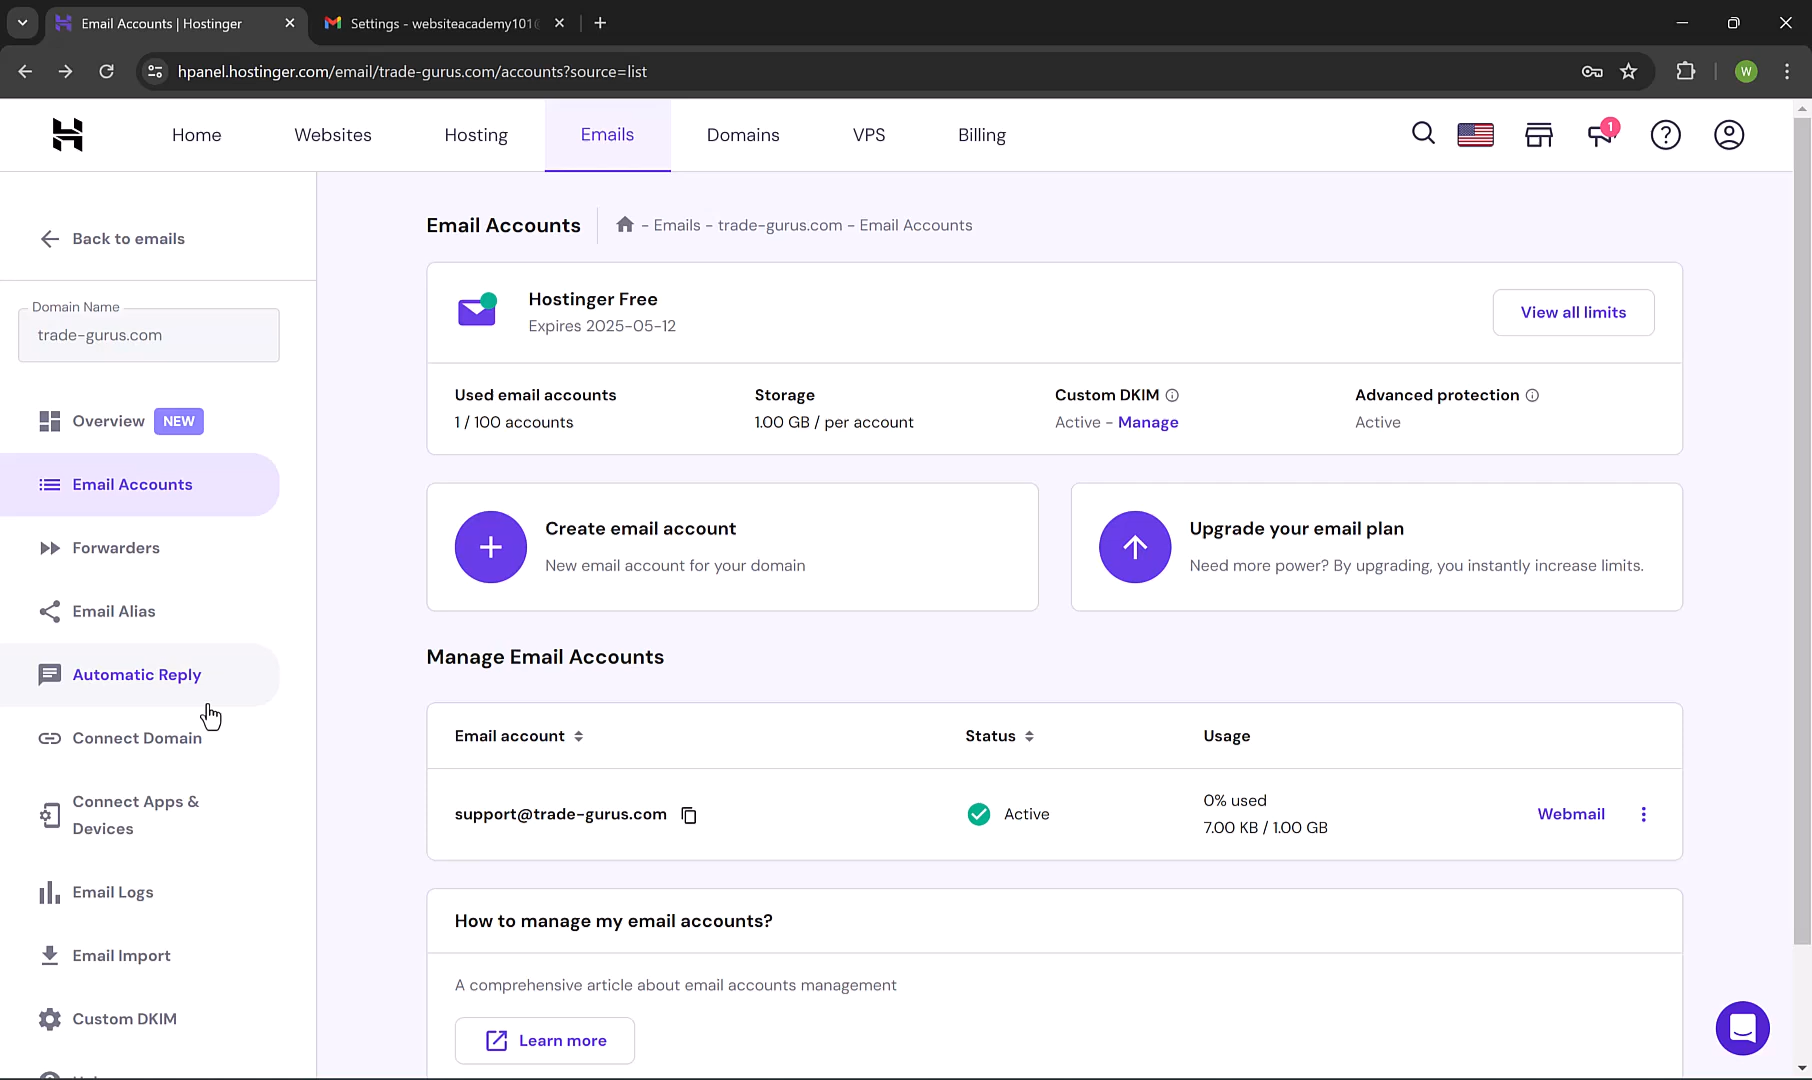 Email Accounts | Hostinger
Settings - websiteacademy101@
hpanel.hostinger.com/email/trade-gurus.com/accounts?source=list
W
Home
Websites
Hosting
Emails
Domains
VPS
Billing
1
Back to emails
Domain Name
trade-gurus.com
Overview NEW
Email Accounts
Forwarders
Email Alias
Automatic Reply
Connect Domain
Connect Apps &
Devices
Email Logs
Email Import
Custom DKIM
Email Accounts
- Emails - trade-gurus.com - Email Accounts
Hostinger Free
Expires 2025-05-12
View all limits
Used email accounts
1 / 100 accounts
Storage
1.00 GB / per account
Custom DKIM
Active - Manage
Advanced protection
Active
Create email account
New email account for your domain
Upgrade your email plan
Need more power? By upgrading, you instantly increase limits.
Manage Email Accounts
Email account
Status
Usage
support@trade-gurus.com
Active
0% used
7.00 KB / 1.00 GB
Webmail
How to manage my email accounts?
A comprehensive article about email accounts management
Learn more